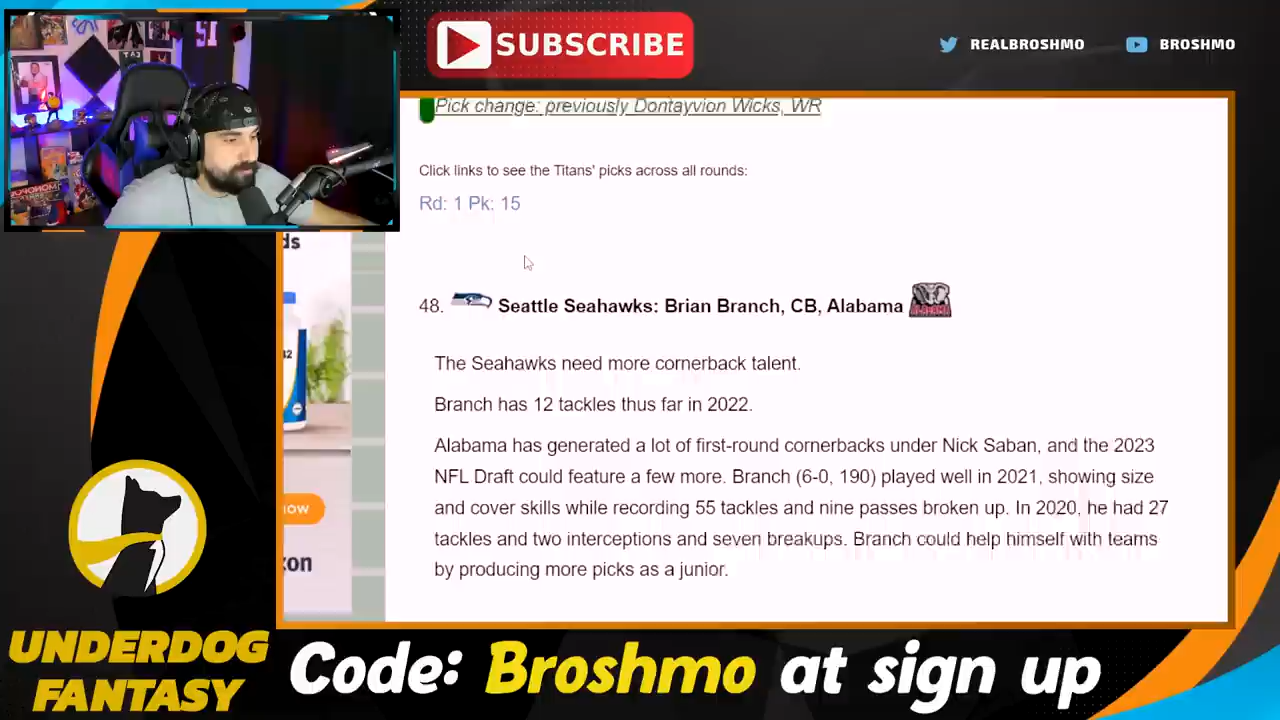 SUBSCRIBE
REALBROSHMO
BROSHMO
Pick change: previously Dontayvion Wicks, WR
Click links to see the Titans' picks across all rounds:
Rd: 1 Pk: 15
48. Seattle Seahawks: Brian Branch, CB, Alabama
The Seahawks need more cornerback talent.
Branch has 12 tackles thus far in 2022.
Alabama has generated a lot of first-round cornerbacks under Nick Saban, and the 2023
NFL Draft could feature a few more. Branch (6-0, 190) played well in 2021, showing size
and cover skills while recording 55 tackles and nine passes broken up. In 2020, he had 27
tackles and two interceptions and seven breakups. Branch could help himself with teams
by producing more picks as a junior.
UNDERDOG
FANTASY
Code: Broshmo at sign up